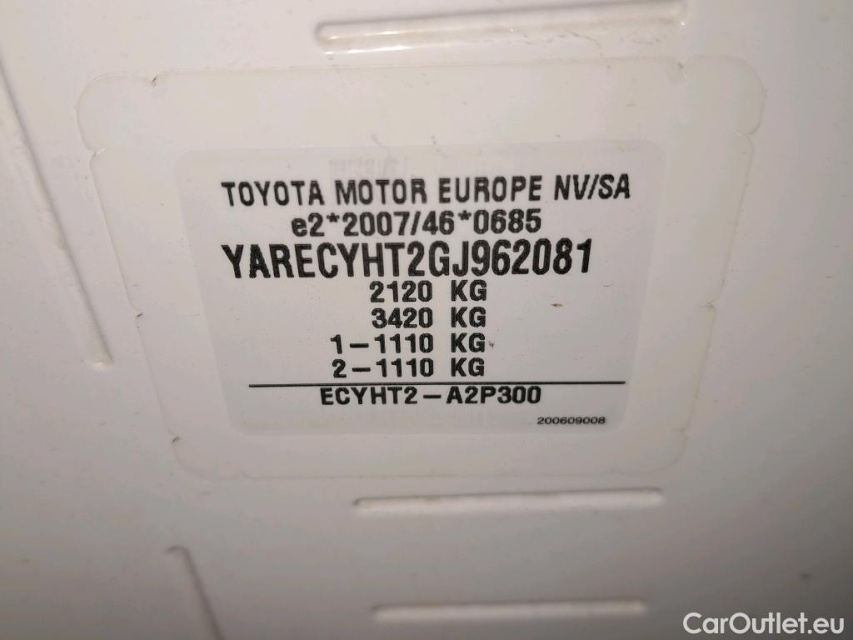 TOYOTA MOTOR EUROPE NV/SA
e2*2007/46*0685
YARECYHT2GJ962081
2120 KG
3420 KG
1-1110 KG
2-1110 KG
ECYHT2-A2P300
200609008
CarOutlet.eu